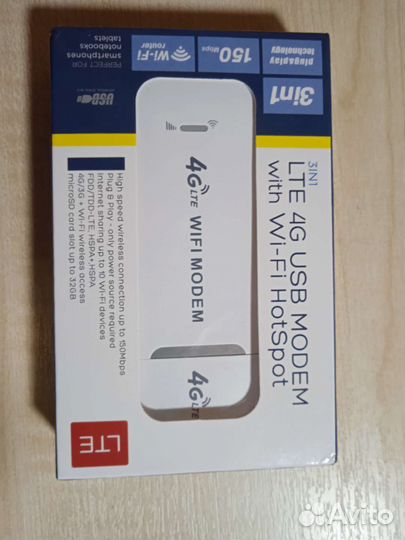 3in1
plug&play
technology
150 Mbps
Wi-Fi
router
PERFECT FOR
smartphones
notebooks
tablets
USB
3IN1
LTE 4G USB MODEM
with Wi-Fi HotSpot
4G LTE WIFI MODEM
4G LTE
High speed wireless connection up to 150Mbps
Plug & Play - only power source required
Internet sharing up to 10 Wi-Fi devices
FDD/TDD-LTE, HSPA+,HSPA
4G/3G + Wi-Fi wireless access
microSD card slot up to 32GB
LTE
Avito